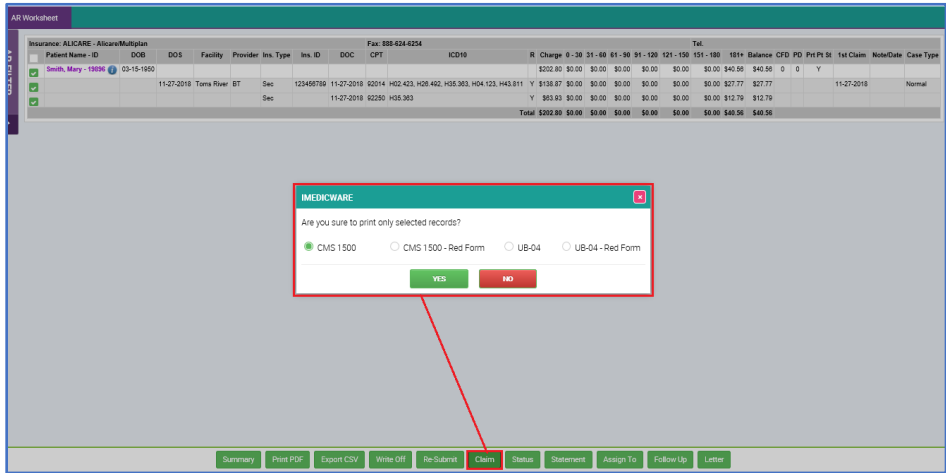 AR Worksheet
AR FILTER
Insurance: ALICARE - Alicare/Multiplan Fax: 888-624-6254 Tel.
Patient Name - ID DOB DOS Facility Provider Ins. Type Ins. ID DOC CPT ICD10 R Charge 0 - 30 31 - 60 61 - 90 91 - 120 121 - 150 151 - 180 181+ Balance CFD PD Prt Pt St 1st Claim Note/Date Case Type
Smith, Mary - 19896 03-15-1950 $202.80 $0.00 $0.00 $0.00 $0.00 $0.00 $0.00 $40.56 $40.56 0 0 Y
11-27-2018 Toms River BT Sec 123456789 11-27-2018 92014 H02.423, H26.492, H35.363, H04.123, H43.811 Y $138.87 $0.00 $0.00 $0.00 $0.00 $0.00 $0.00 $27.77 $27.77 11-27-2018 Normal
Sec 11-27-2018 92250 H35.363 Y $63.93 $0.00 $0.00 $0.00 $0.00 $0.00 $0.00 $12.79 $12.79
Total $202.80 $0.00 $0.00 $0.00 $0.00 $0.00 $0.00 $40.56 $40.56
IMEDICWARE
Are you sure to print only selected records?
CMS 1500 CMS 1500 - Red Form UB-04 UB-04 - Red Form
YES NO
Summary Print PDF Export CSV Write Off Re-Submit Claim Status Statement Assign To Follow Up Letter